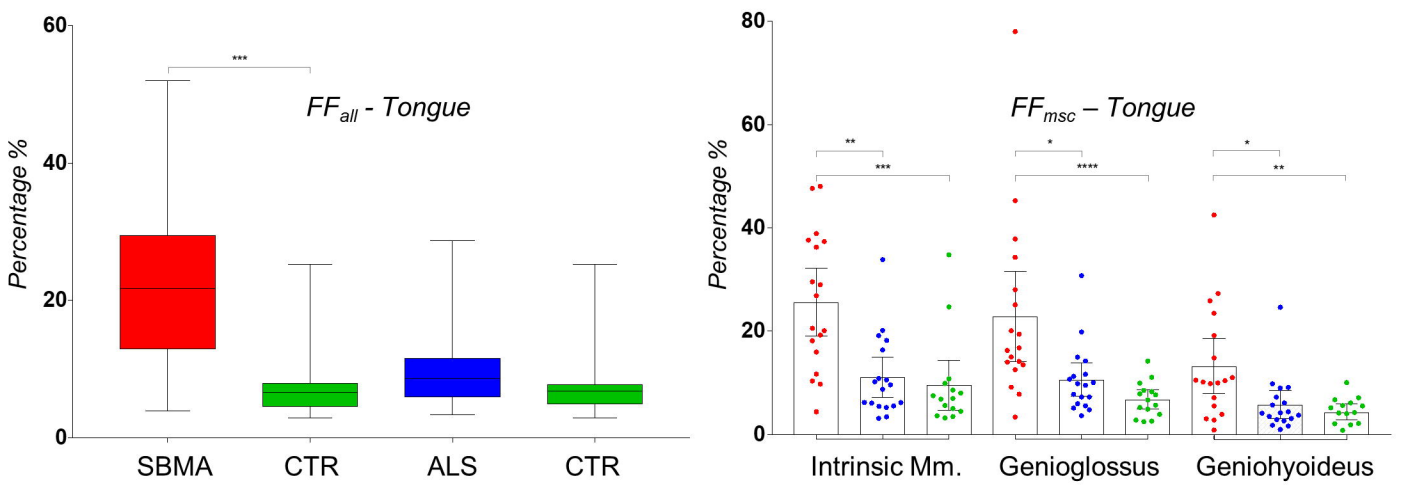 FFall - Tongue
Percentage %
60
40
20
0
***
SBMA CTR ALS CTR
FFmsc – Tongue
Percentage %
80
60
40
20
0
** * *
*** **** **
Intrinsic Mm. Genioglossus Geniohyoideus